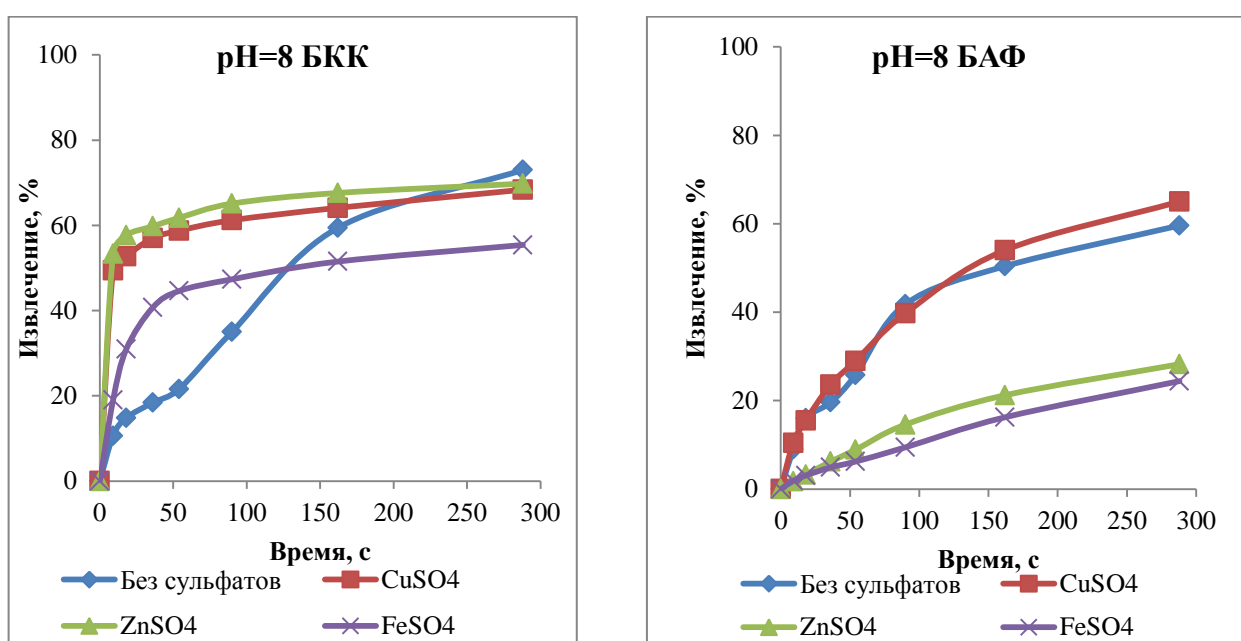 pH=8 БКК
100
80
60
40
20
0
Извлечение, %
0 50 100 150 200 250 300
Время, с
Без сульфатов CuSO4
ZnSO4 FeSO4
pH=8 БАФ
100
80
60
40
20
0
Извлечение, %
0 50 100 150 200 250 300
Время, с
Без сульфатов CuSO4
ZnSO4 FeSO4